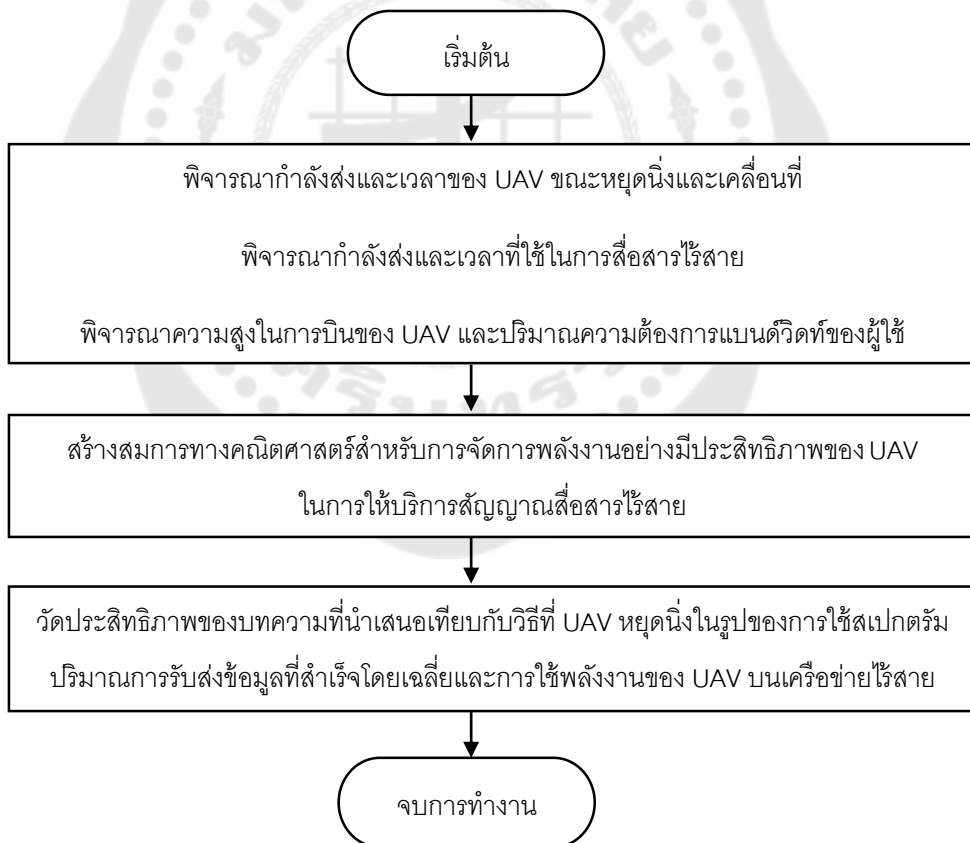 เริ่มต้น
พิจารณากำลังส่งและเวลาของ UAV ขณะหยุดนิ่งและเคลื่อนที่
พิจารณากำลังส่งและเวลาที่ใช้ในการสื่อสารไร้สาย
พิจารณาความสูงในการบินของ UAV และปริมาณความต้องการแบนด์วิดท์ของผู้ใช้
สร้างสมการทางคณิตศาสตร์สำหรับการจัดการพลังงานอย่างมีประสิทธิภาพของ UAV
ในการให้บริการสัญญาณสื่อสารไร้สาย
วัดประสิทธิภาพของบทความที่นำเสนอเทียบกับวิธีที่ UAV หยุดนิ่งในรูปของการใช้สเปกตรัม
ปริมาณการรับส่งข้อมูลที่สำเร็จโดยเฉลี่ยและการใช้พลังงานของ UAV บนเครือข่ายไร้สาย
จบการทำงาน